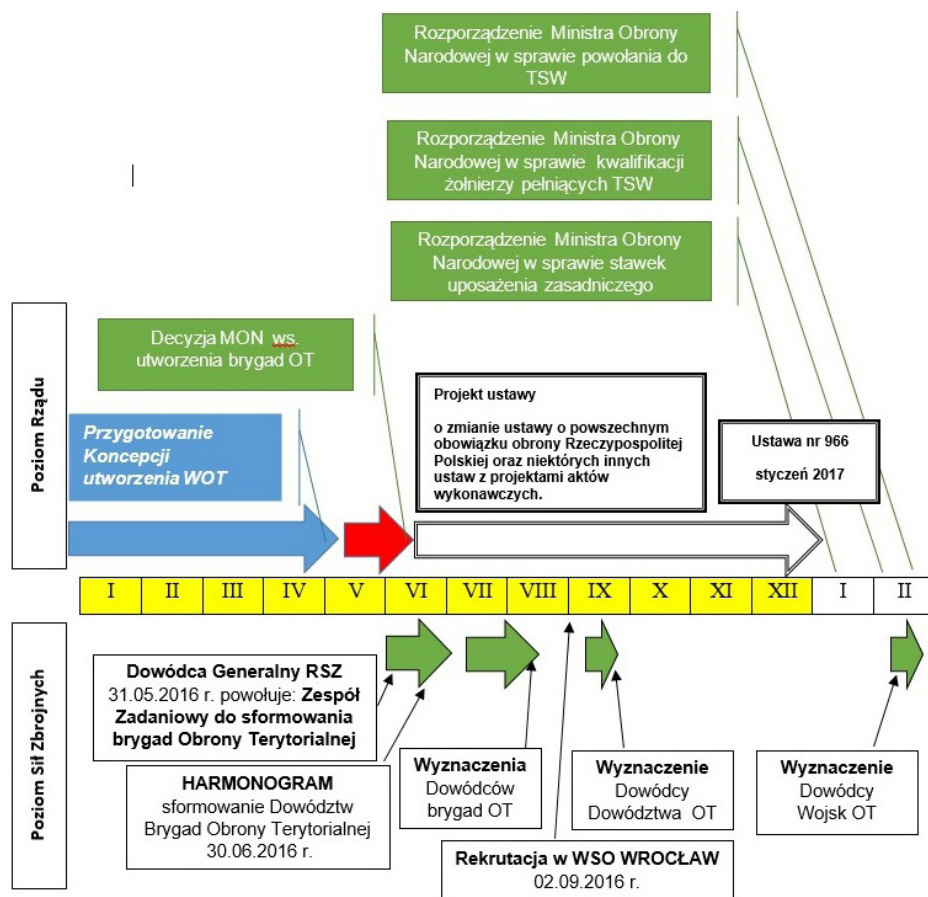 Rozporządzenie Ministra Obrony
Narodowej w sprawie powołania do
TSW
Rozporządzenie Ministra Obrony
Narodowej w sprawie kwalifikacji
żołnierzy pełniących TSW
Rozporządzenie Ministra Obrony
Narodowej w sprawie stawek
uposażenia zasadniczego
Poziom Rządu
Decyzja MON ws.
utworzenia brygad OT
Przygotowanie
Koncepcji
utworzenia WOT
Projekt ustawy
o zmianie ustawy o powszechnym
obowiązku obrony Rzeczypospolitej
Polskiej oraz niektórych innych
ustaw z projektami aktów
wykonawczych.
Ustawa nr 966
styczeń 2017
I II III IV V VI VII VIII IX X XI XII I II
Poziom Sił Zbrojnych
Dowódca Generalny RSZ
31.05.2016 r. powołuje: Zespół
Zadaniowy do sformowania
brygad Obrony Terytorialnej
HARMONOGRAM
sformowanie Dowództw
Brygad Obrony Terytorialnej
30.06.2016 r.
Wyznaczenia
Dowódców
brygad OT
Rekrutacja w WSO WROCŁAW
02.09.2016 r.
Wyznaczenie
Dowódcy
Dowództwa OT
Wyznaczenie
Dowódcy
Wojsk OT